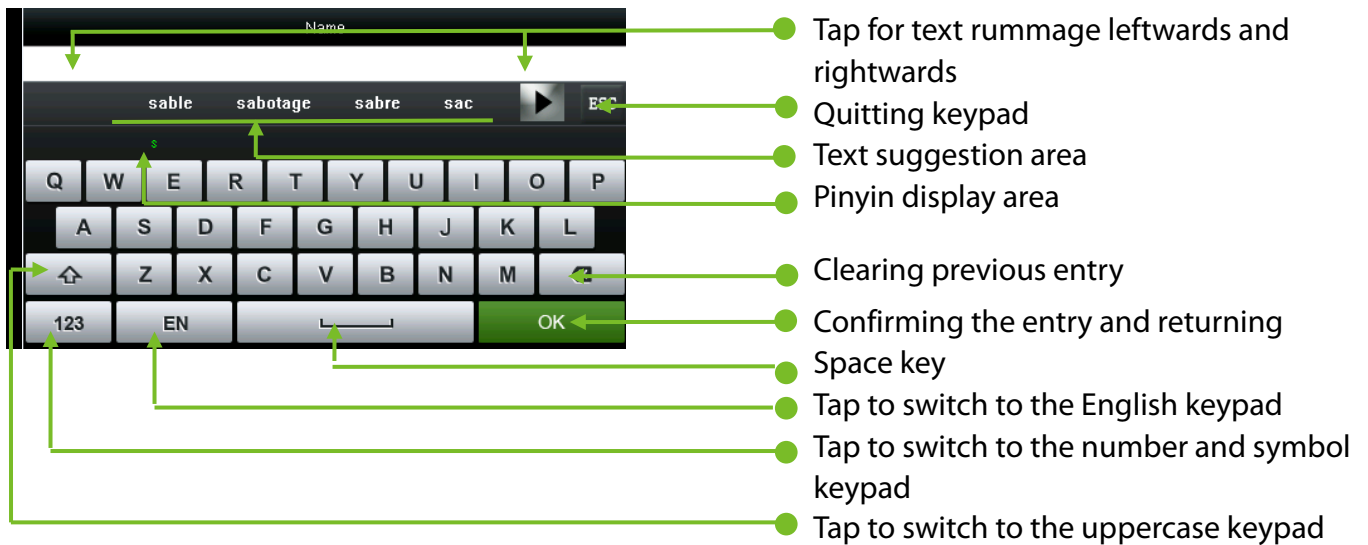 Name
Tap for text rummage leftwards and
rightwards
sable sabotage sabre sac ESC
Quitting keypad
s
Text suggestion area
Q W E R T Y U I O P
Pinyin display area
A S D F G H J K L
Z X C V B N M
Clearing previous entry
123 EN OK
Confirming the entry and returning
Space key
Tap to switch to the English keypad
Tap to switch to the number and symbol
keypad
Tap to switch to the uppercase keypad